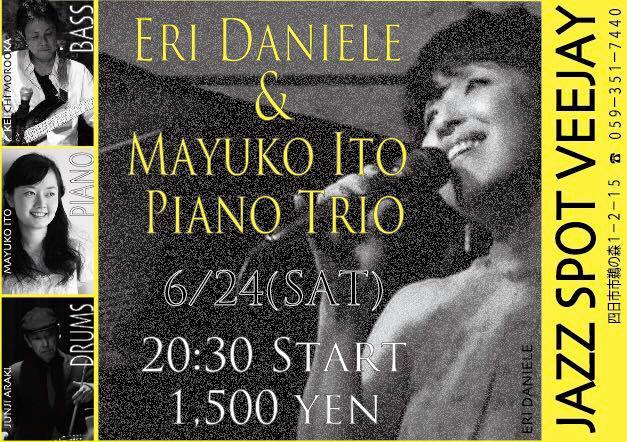 KEIICHI MOROOKA
BASS
MAYUKO ITO
PIANO
JUNJI ARAKI
DRUMS
ERI DANIELE
&
MAYUKO ITO
PIANO TRIO
6/24(SAT)
20:30 START
1,500 YEN
ERI DANIELE
JAZZ SPOT VEEJAY
四日市市鵜の森1-2-15 ☎ 059-351-7440